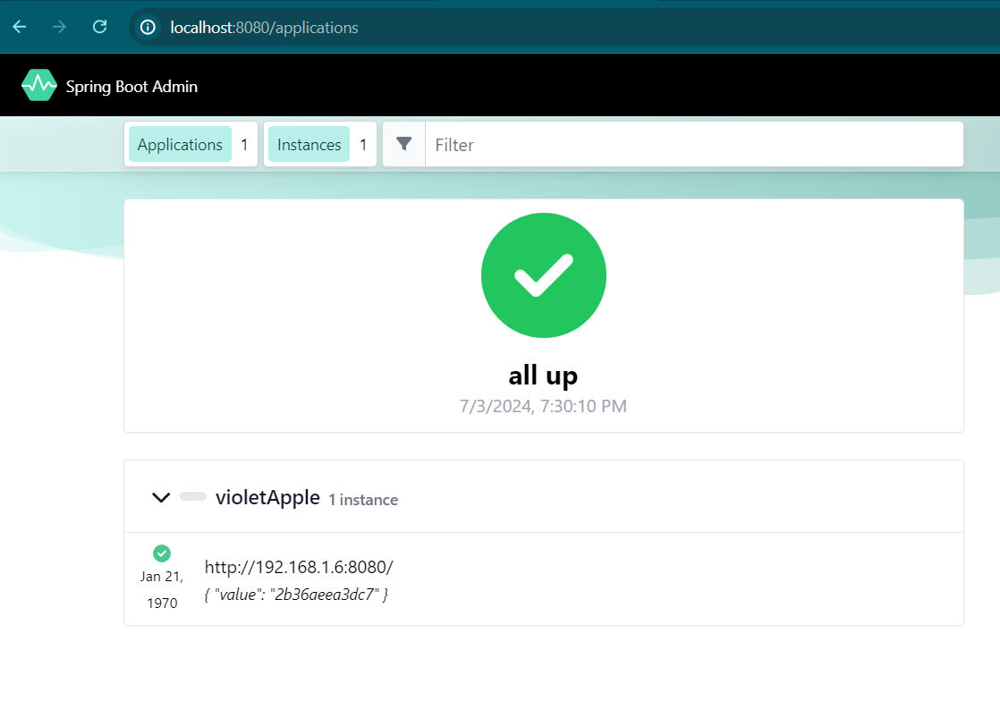 localhost:8080/applications
Spring Boot Admin
Applications 1 Instances 1 Filter
all up
7/3/2024, 7:30:10 PM
violetApple 1 instance
Jan 21,
1970
http://192.168.1.6:8080/
{ "value": "2b36aeea3dc7" }